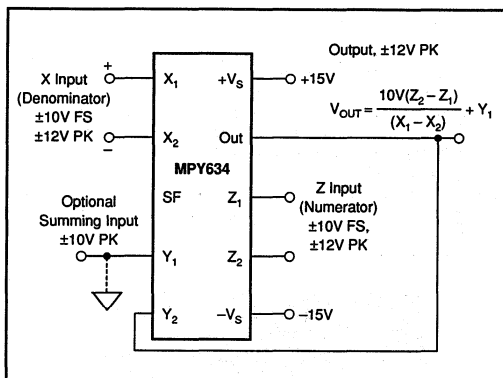 Output, ±12V PK
+
X Input
(Denominator)
±10V FS
±12V PK
–
X1
X2
MPY634
SF
Y1
Y2
+VS
Out
Z1
Z2
–VS
+15V
VOUT = 10V(Z2 – Z1) / (X1 – X2) + Y1
Z Input
(Numerator)
±10V FS,
±12V PK
–15V
Optional
Summing Input
±10V PK